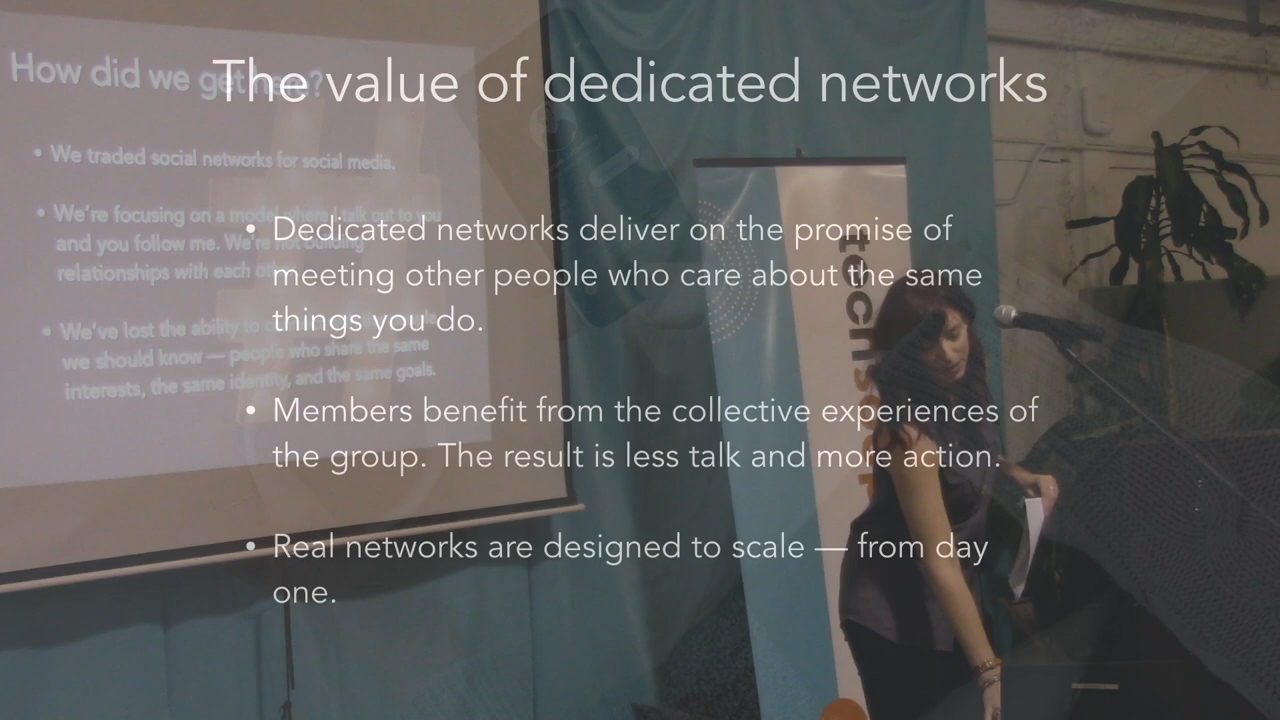 The value of dedicated networks
• Dedicated networks deliver on the promise of
meeting other people who care about the same
things you do.
• Members benefit from the collective experiences of
the group. The result is less talk and more action.
• Real networks are designed to scale — from day
one.
How did we get here?
• We traded social networks for social media.
• We're focusing on a model where I talk out to you
and you follow me. We're not building
relationships with each
• We've lost the ability to
we should know — people who share the same
interests, the same identity, and the same goals.
tech